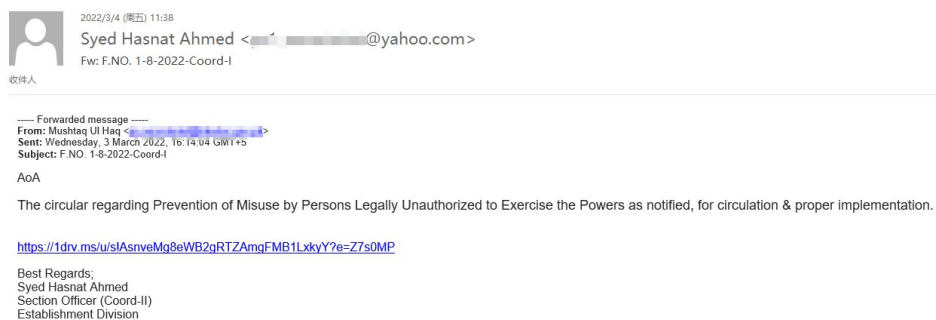 2022/3/4 (周五) 11:38
Syed Hasnat Ahmed < @yahoo.com>
Fw: F.NO. 1-8-2022-Coord-I
收件人
----- Forwarded message -----
From: Mushtaq Ul Haq < >
Sent: Wednesday, 3 March 2022, 16:14:04 GMT+5
Subject: F.NO. 1-8-2022-Coord-I
AoA
The circular regarding Prevention of Misuse by Persons Legally Unauthorized to Exercise the Powers as notified, for circulation & proper implementation.
https://1drv.ms/u/s!AsnveMg8eWB2gRTZAmgFMB1LxkyY?e=Z7s0MP
Best Regards;
Syed Hasnat Ahmed
Section Officer (Coord-II)
Establishment Division